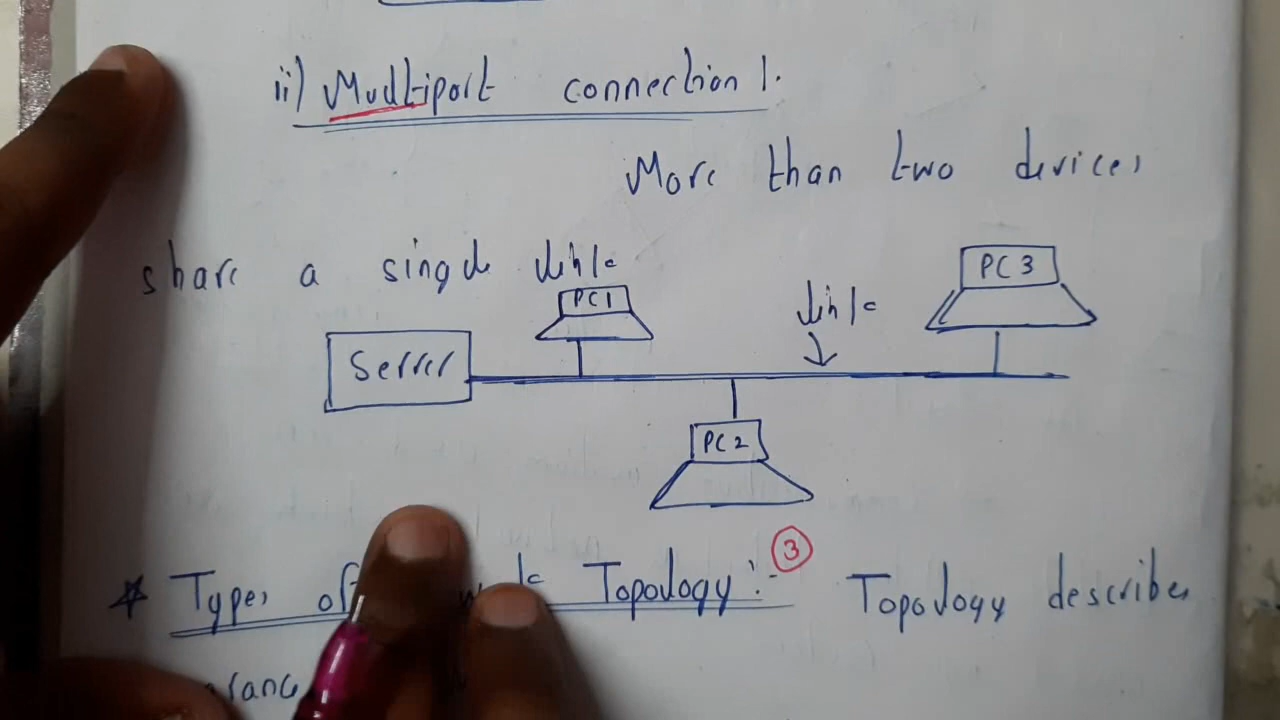 ii) Multiport connection :
More than two devices
share a single link
PC1
link
PC3
Server
PC2
* Types of Topology :- 3 Topology describes